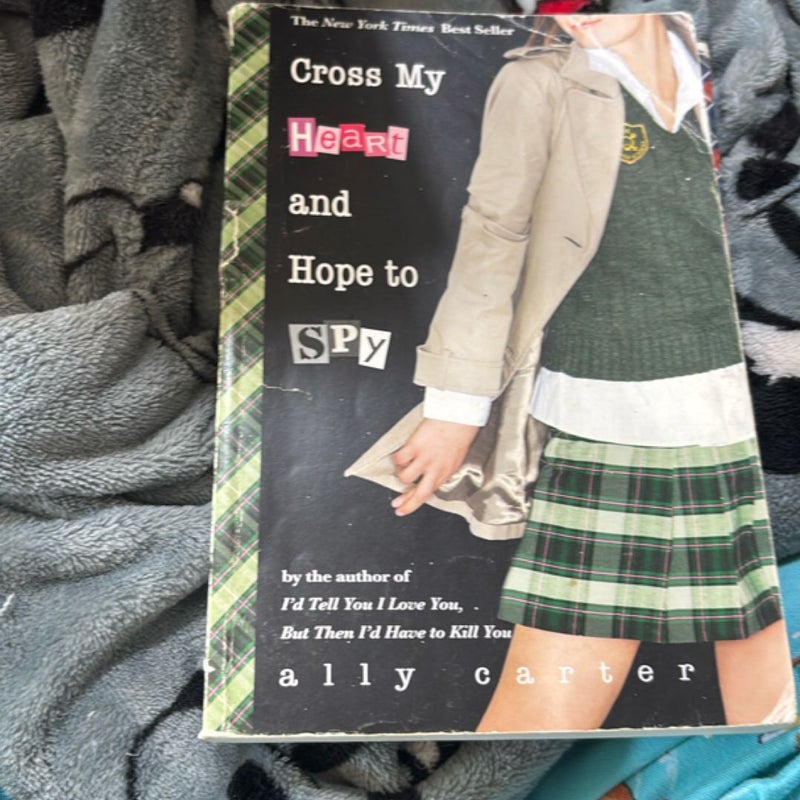 The New York Times Best Seller
Cross My
Heart
and
Hope to
SPy
by the author of
I'd Tell You I Love You,
But Then I'd Have to Kill You
ally carter